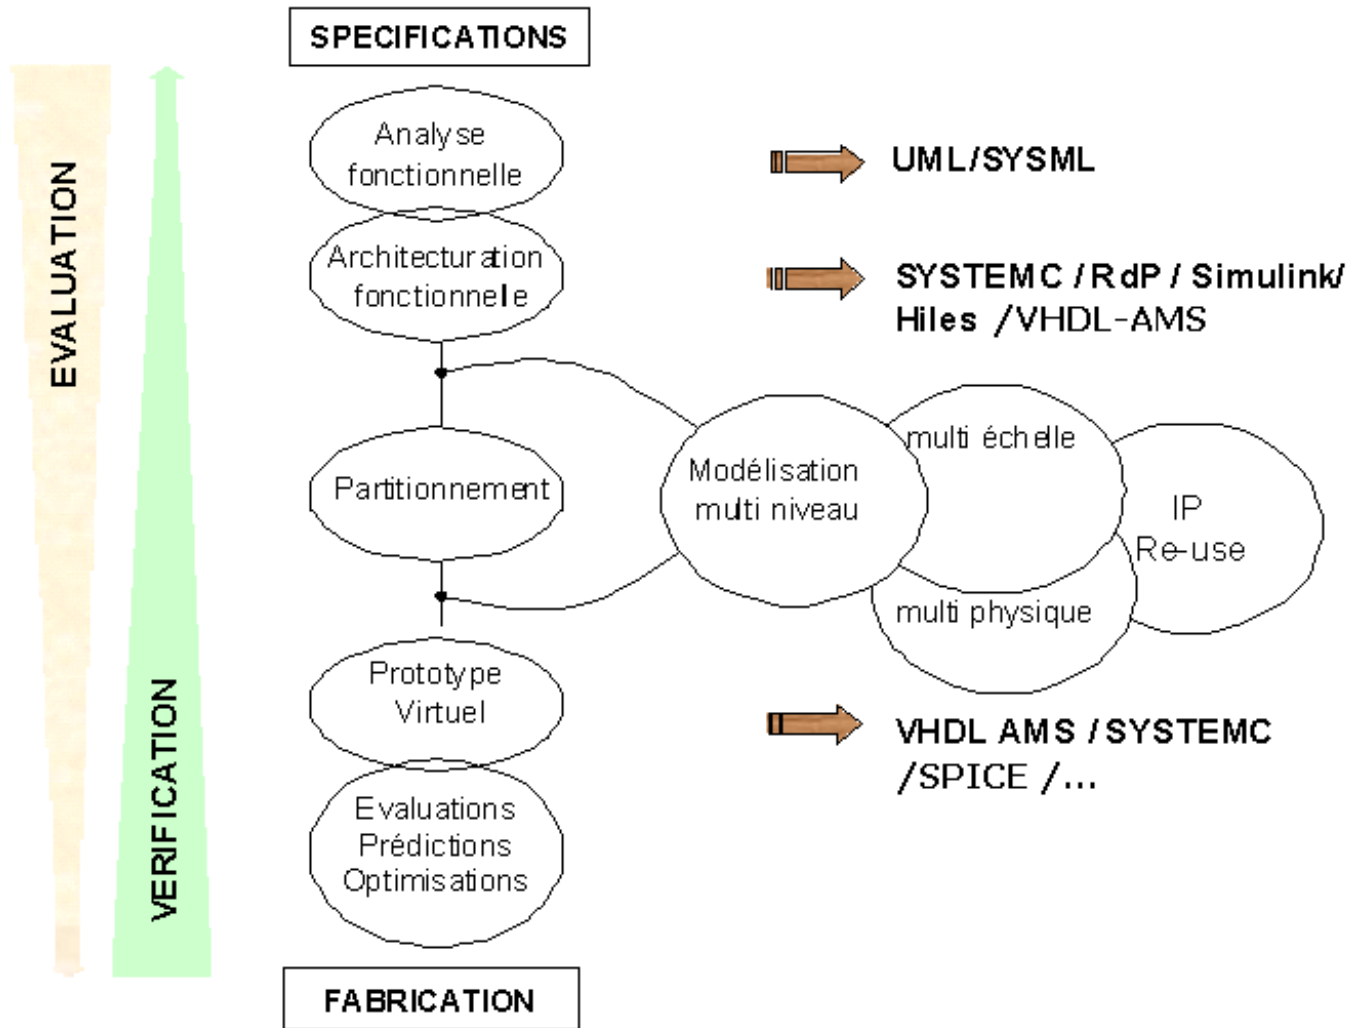 SPECIFICATIONS
EVALUATION
VERIFICATION
Analyse
fonctionnelle
UML/SYSML
Architecturation
fonctionnelle
SYSTEMC / RdP / Simulink/
Hiles /VHDL-AMS
Partitionnement
Modélisation
multi niveau
multi échelle
IP
Re-use
multi physique
Prototype
Virtuel
VHDL AMS / SYSTEMC
/SPICE /...
Evaluations
Prédictions
Optimisations
FABRICATION